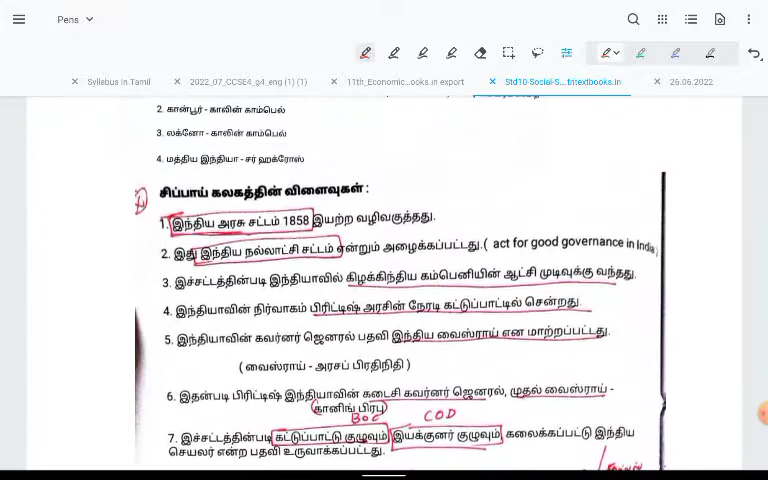 Pens
Syllabus in Tamil
2022_07_CCSE4_g4_eng (1) (1)
11th_Economic...ooks.in export
Std10-Social-S...tntextbooks.in
26.06.2022
2. கான்பூர் - காலின் காம்பெல்
3. லக்னோ - காலின் காம்பெல்
4. மத்திய இந்தியா - சர் ஹக்ரோஸ்
சிப்பாய் கலகத்தின் விளைவுகள் :
1. இந்திய அரசு சட்டம் 1858 இயற்ற வழிவகுத்தது.
2. இது இந்திய நல்லாட்சி சட்டம் என்றும் அழைக்கப்பட்டது.( act for good governance in India )
3. இச்சட்டத்தின்படி இந்தியாவில் கிழக்கிந்திய கம்பெனியின் ஆட்சி முடிவுக்கு வந்தது.
4. இந்தியாவின் நிர்வாகம் பிரிட்டிஷ் அரசின் நேரடி கட்டுப்பாட்டில் சென்றது.
5. இந்தியாவின் கவர்னர் ஜெனரல் பதவி இந்திய வைஸ்ராய் என மாற்றப்பட்டது.
( வைஸ்ராய் - அரசப் பிரதிநிதி )
6. இதன்படி பிரிட்டிஷ் இந்தியாவின் கடைசி கவர்னர் ஜெனரல், முதல் வைஸ்ராய் -
கானிங் பிரபு
BOC COD
7. இச்சட்டத்தின்படி கட்டுப்பாட்டு குழுவும் இயக்குனர் குழுவும் கலைக்கப்பட்டு இந்திய
செயலர் என்ற பதவி உருவாக்கப்பட்டது.